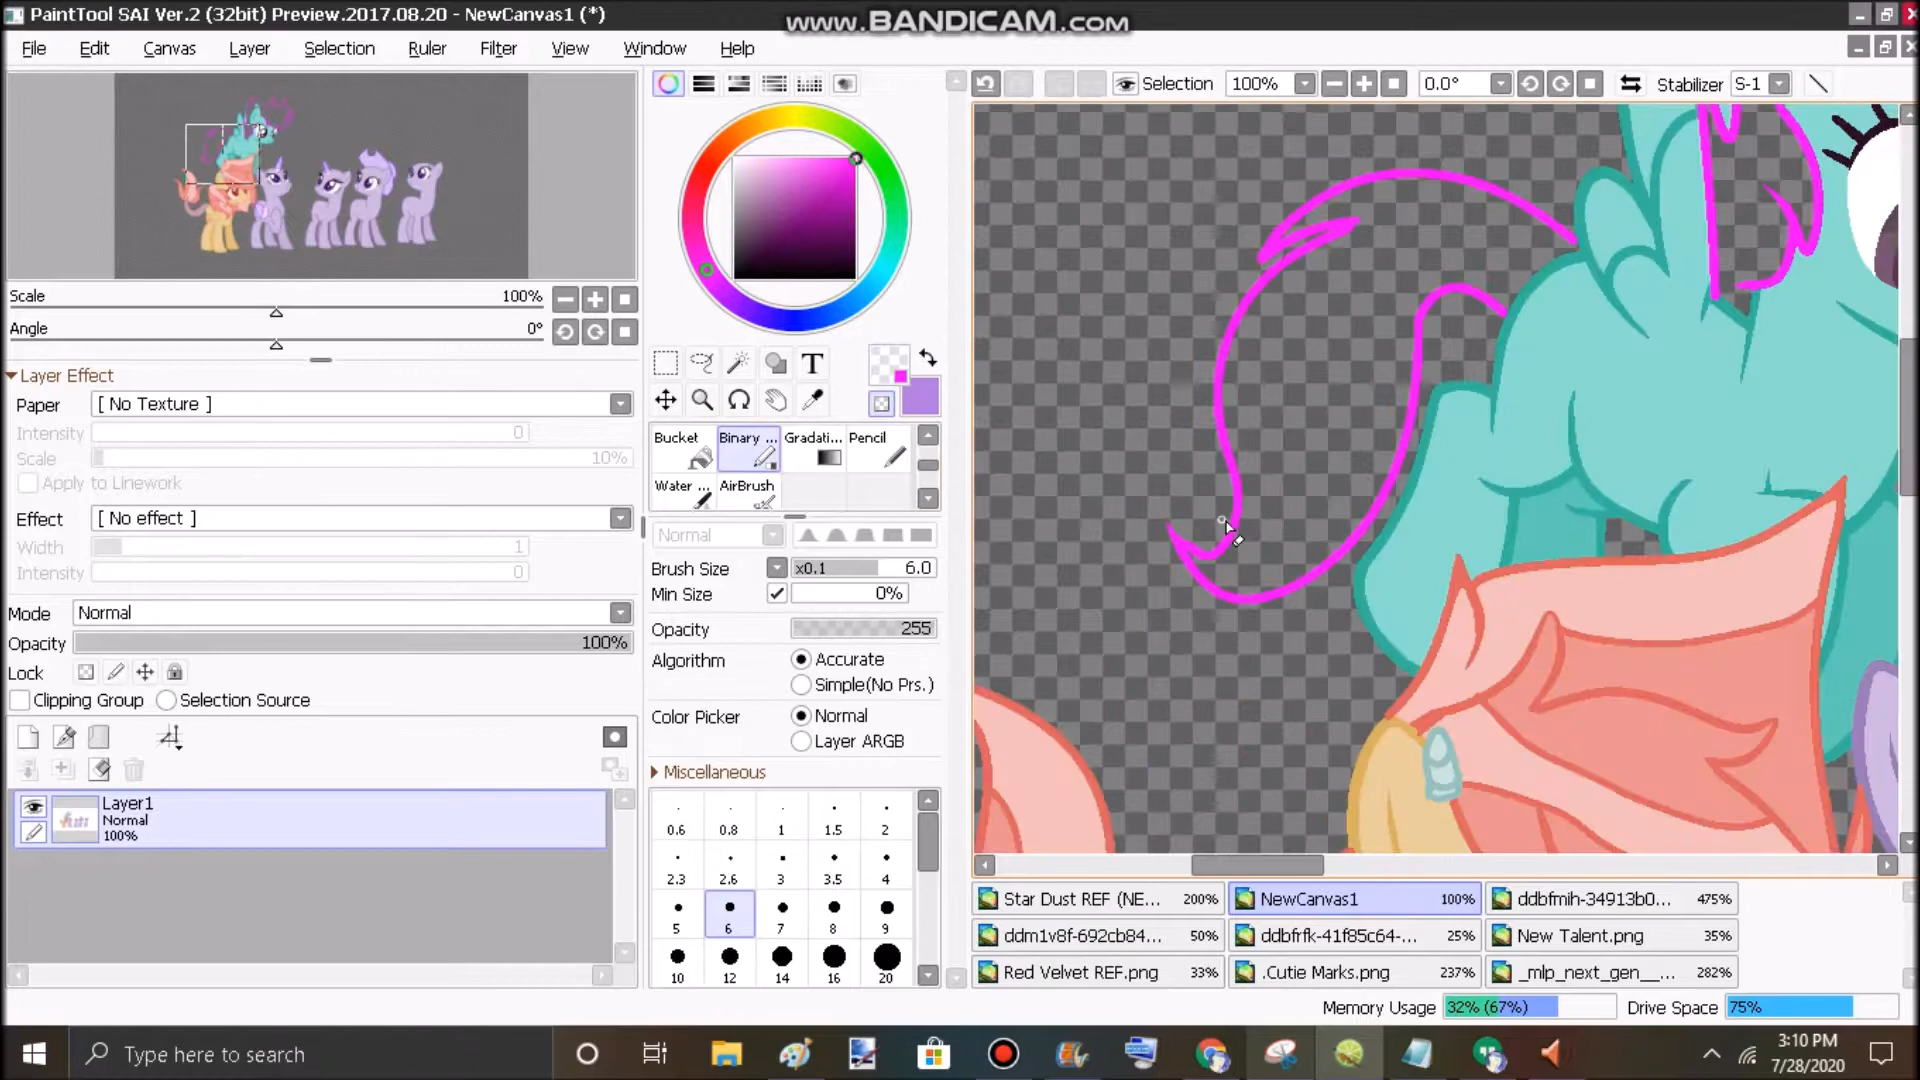 PaintTool SAI Ver.2 (32bit) Preview.2017.08.20 - NewCanvas1 (*)
WWW.BANDICAM.COM
File Edit Canvas Layer Selection Ruler Filter View Window Help
Selection 100% 0.0° Stabilizer S-1
Scale 100%
Angle 0°
Layer Effect
Paper [ No Texture ]
Intensity 0
Scale 10%
Apply to Linework
Effect [ No effect ]
Width 1
Intensity 0
Mode Normal
Opacity 100%
Lock
Clipping Group Selection Source
Layer1
Normal
100%
T
Bucket Binary ... Gradati... Pencil
Water ... AirBrush
Normal
Brush Size x0.1 6.0
Min Size 0%
Opacity 255
Algorithm Accurate
Simple(No Prs.)
Color Picker Normal
Layer ARGB
Miscellaneous
0.6 0.8 1 1.5 2
2.3 2.6 3 3.5 4
5 6 7 8 9
10 12 14 16 20
Star Dust REF (NE... 200% NewCanvas1 100% ddbfmih-34913b0... 475%
ddm1v8f-692cb84... 50% ddbfrfk-41f85c64-... 25% New Talent.png 35%
Red Velvet REF.png 33% .Cutie Marks.png 237% _mlp_next_gen__... 282%
Memory Usage 32% (67%) Drive Space 75%
Type here to search
3:10 PM
7/28/2020